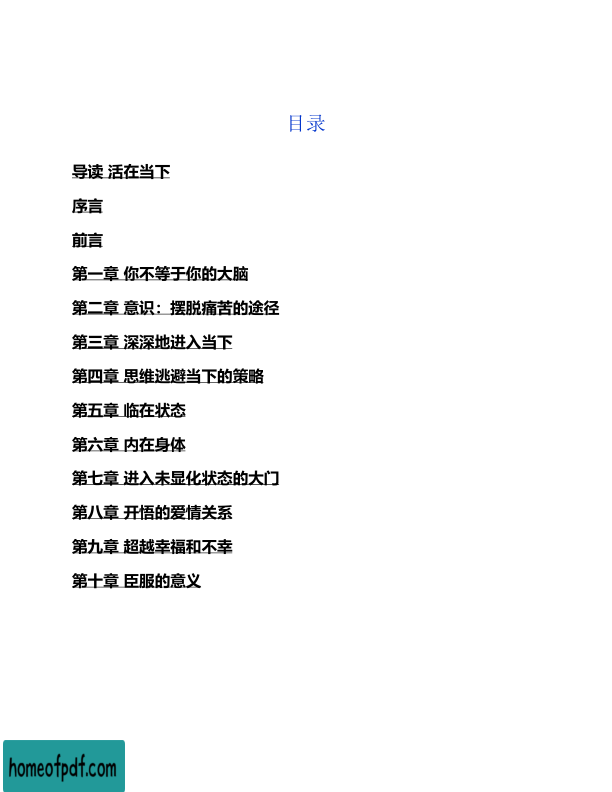 目录
导读 活在当下
序言
前言
第一章 你不等于你的大脑
第二章 意识：摆脱痛苦的途径
第三章 深深地进入当下
第四章 思维逃避当下的策略
第五章 临在状态
第六章 内在身体
第七章 进入未显化状态的大门
第八章 开悟的爱情关系
第九章 超越幸福和不幸
第十章 臣服的意义
homeofpdf.com